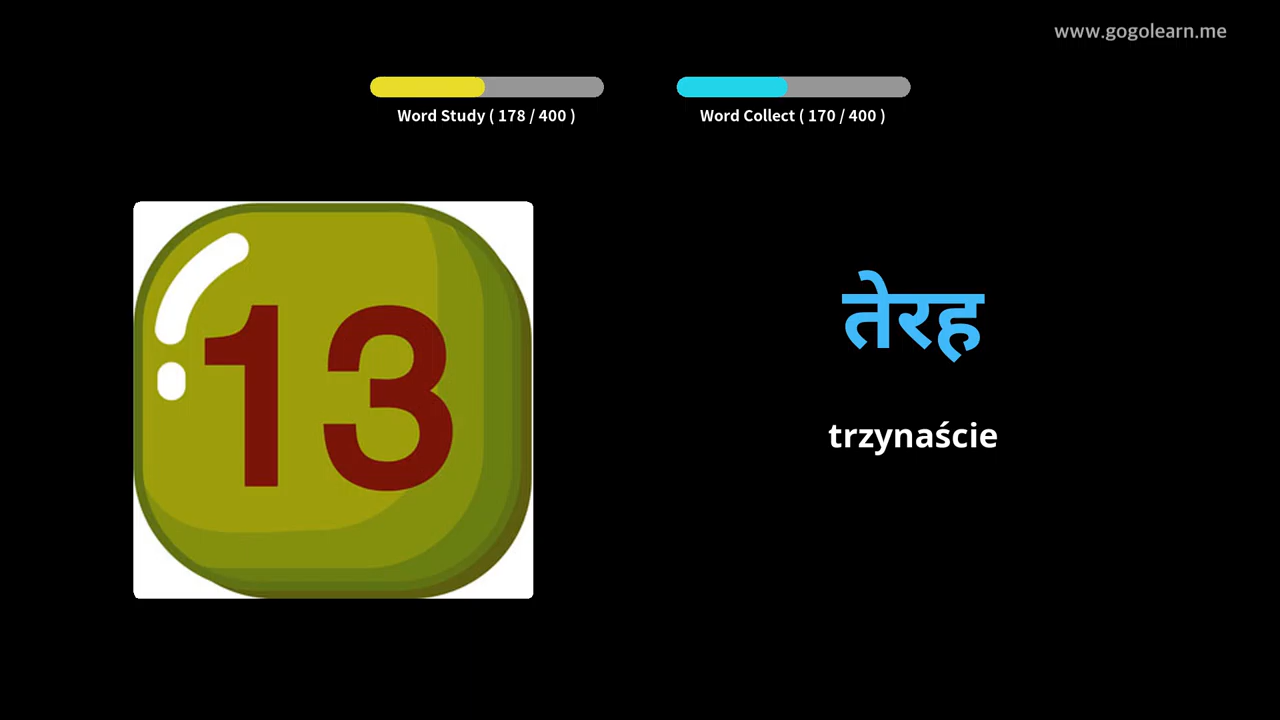 www.gogolearn.me
Word Study ( 178 / 400 )
Word Collect ( 170 / 400 )
13
तेरह
trzynaście